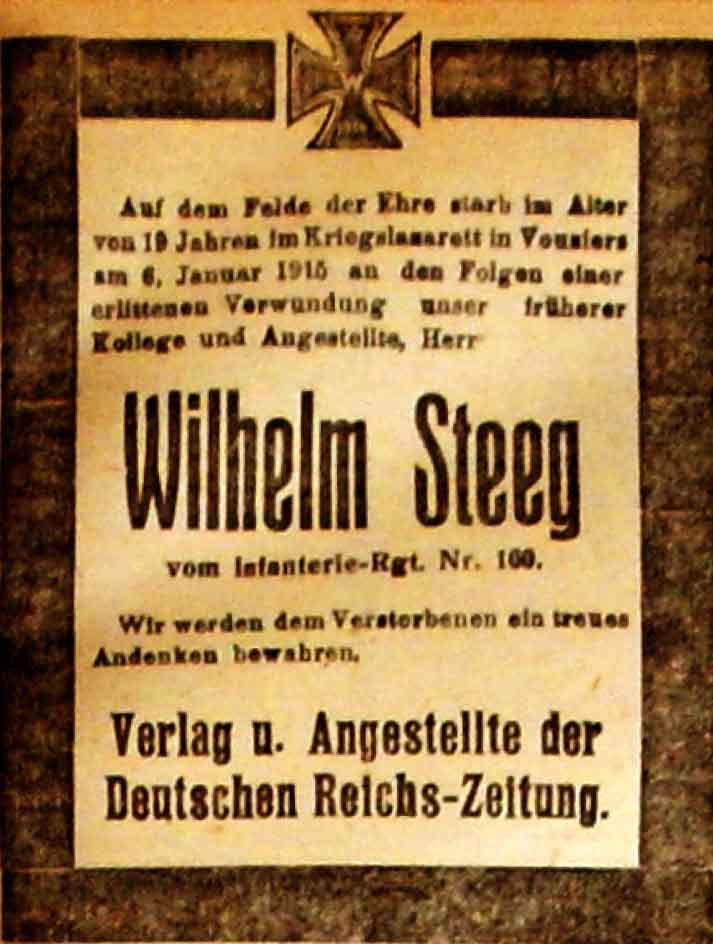 W
1914
Auf dem Felde der Ehre starb im Alter
von 19 Jahren im Kriegslazarett in Vousiers
am 6. Januar 1915 an den Folgen einer
erlittenen Verwundung unser früherer
Kollege und Angestellte, Herr
Wilhelm Steeg
vom Infanterie-Rgt. Nr. 160.
Wir werden dem Verstorbenen ein treues
Andenken bewahren.
Verlag u. Angestellte der
Deutschen Reichs-Zeitung.